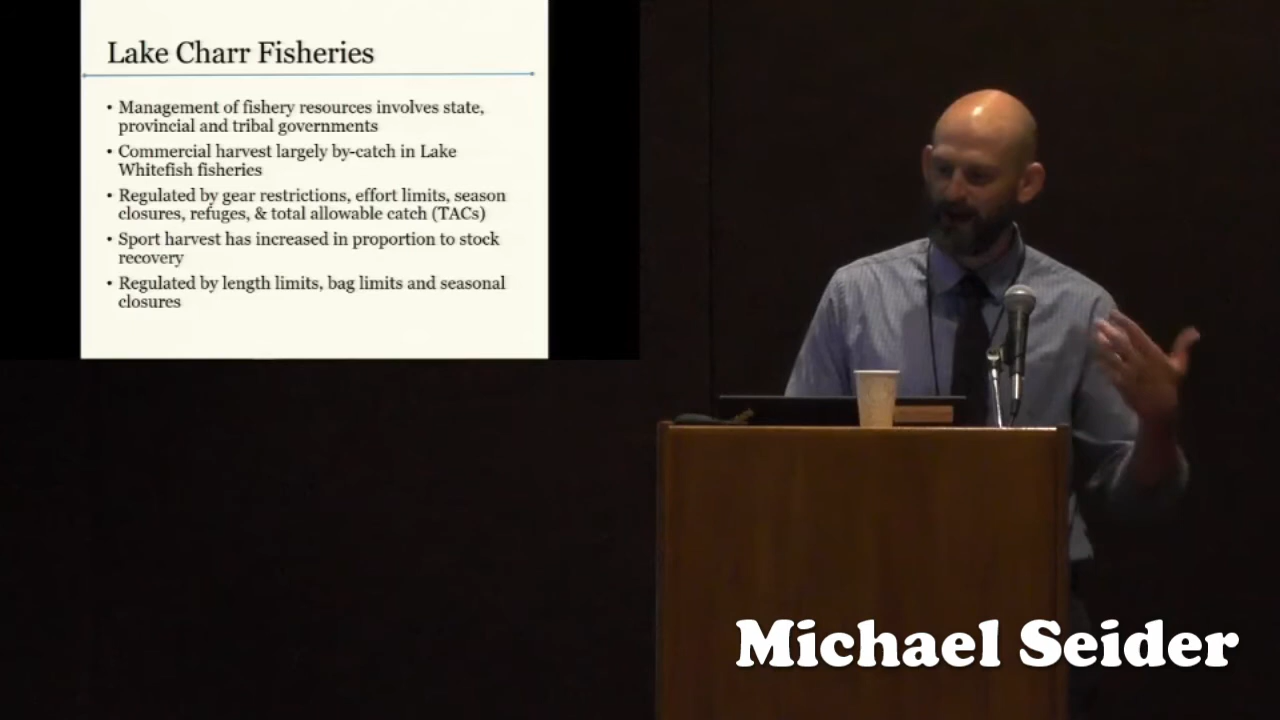 Lake Charr Fisheries
• Management of fishery resources involves state,
provincial and tribal governments
• Commercial harvest largely by-catch in Lake
Whitefish fisheries
• Regulated by gear restrictions, effort limits, season
closures, refuges, & total allowable catch (TACs)
• Sport harvest has increased in proportion to stock
recovery
• Regulated by length limits, bag limits and seasonal
closures
Michael Seider